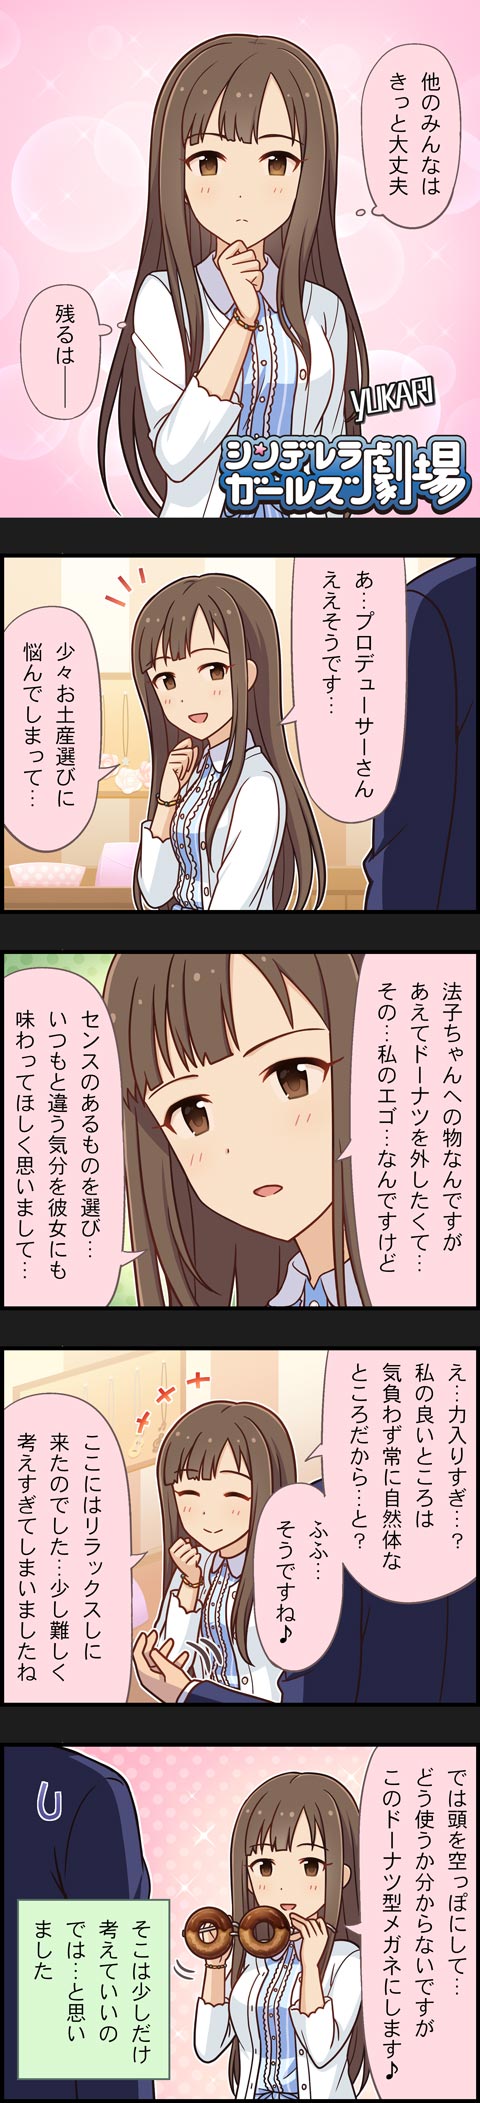 他のみんなは
きっと大丈夫
残るは――
YUKARI
シンデレラ
ガールズ劇場
あ…プロデューサーさん
ええそうです…
少々お土産選びに
悩んでしまって…
法子ちゃんへの物なんですが
あえてドーナツを外したくて…
その…私のエゴ…なんですけど
センスのあるものを選び…
いつもと違う気分を彼女にも
味わってほしく思いまして…
え…力入りすぎ…？
私の良いところは
気負わず常に自然体な
ところだから…と？
ふふ…
そうですね♪
ここにはリラックスしに
来たのでした…少し難しく
考えすぎてしまいましたね
では頭を空っぽにして…
どう使うか分からないですが
このドーナツ型メガネにします♪
そこは少しだけ
考えていいの
では…と思い
ました